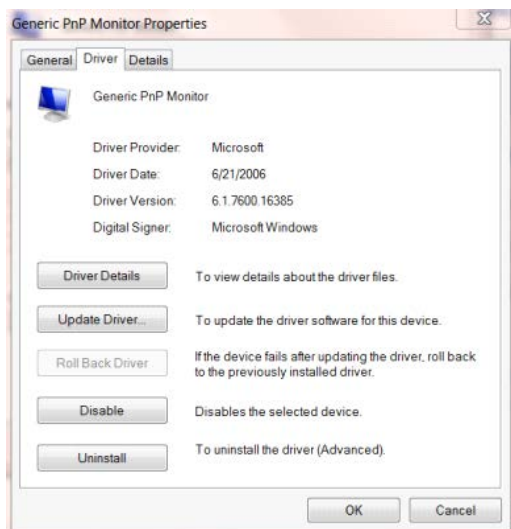 Generic PnP Monitor Properties
General Driver Details
Generic PnP Monitor
Driver Provider: Microsoft
Driver Date: 6/21/2006
Driver Version: 6.1.7600.16385
Digital Signer: Microsoft Windows
Driver Details To view details about the driver files.
Update Driver... To update the driver software for this device.
Roll Back Driver If the device fails after updating the driver, roll back
to the previously installed driver.
Disable Disables the selected device.
Uninstall To uninstall the driver (Advanced).
OK Cancel